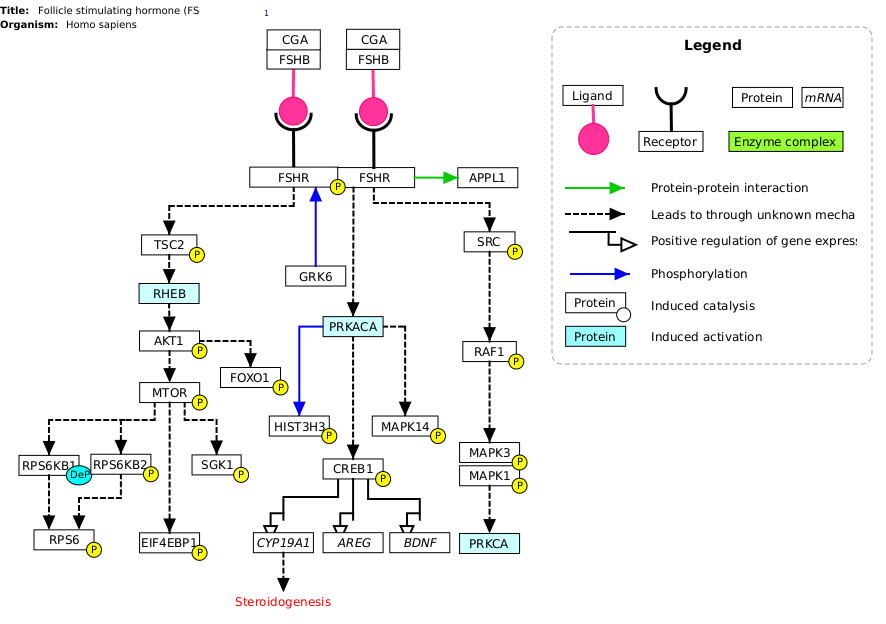 Title: Follicle stimulating hormone (FS
Organism: Homo sapiens
1
CGA
CGA
FSHB
FSHB
FSHR
P
FSHR
APPL1
TSC2
P
GRK6
SRC
P
RHEB
PRKACA
AKT1
P
RAF1
P
FOXO1
P
MTOR
P
HIST3H3
P
MAPK14
P
RPS6KB1
DeP
RPS6KB2
P
SGK1
P
CREB1
P
MAPK3
P
MAPK1
P
RPS6
P
EIF4EBP1
P
CYP19A1
AREG
BDNF
PRKCA
Steroidogenesis
Legend
Ligand
Receptor
Protein
mRNA
Enzyme complex
Protein-protein interaction
Leads to through unknown mecha
Positive regulation of gene expres
Phosphorylation
Protein
Induced catalysis
Protein
Induced activation